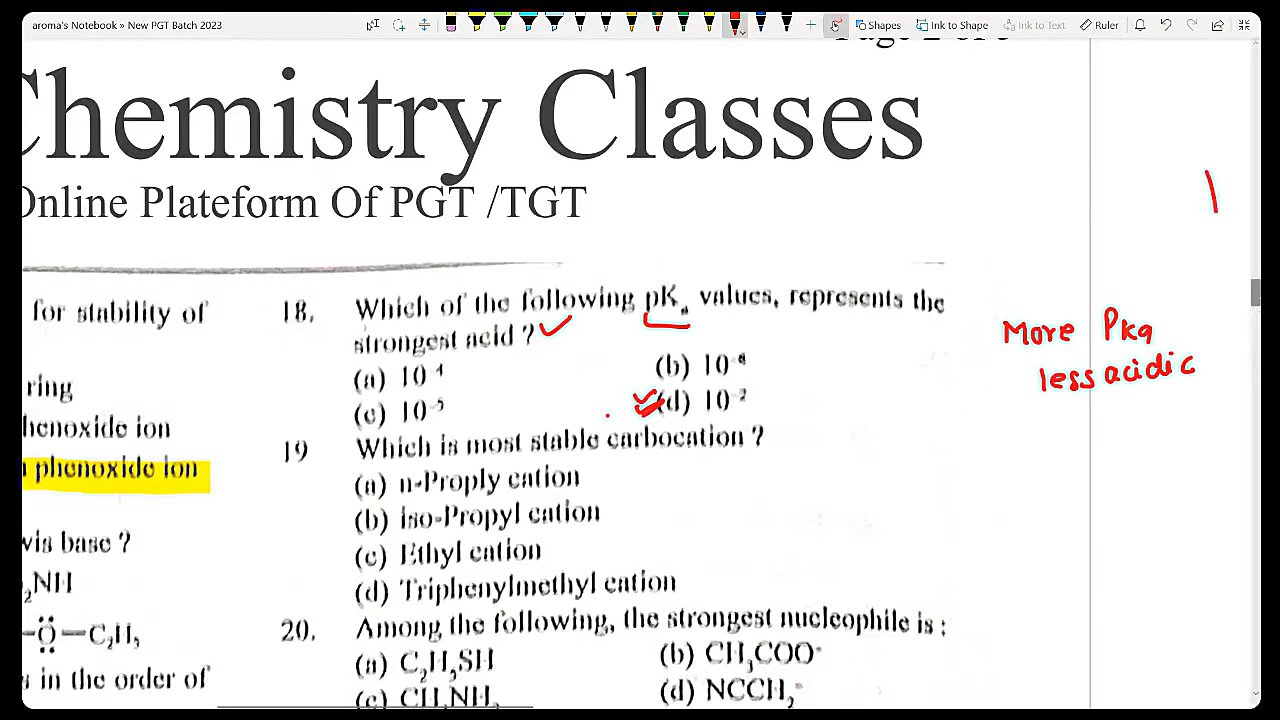 aroma's Notebook » New PGT Batch 2023
Shapes
Ink to Shape
Ink to Text
Ruler
Chemistry Classes
Online Plateform Of PGT /TGT
for stability of
ring
henoxide ion
phenoxide ion
vis base ?
₂NH
–Ö–C₂H₅
s in the order of
18. Which of the following pKₐ values, represents the
strongest acid ?
(a) 10⁻⁴
(b) 10⁻⁸
(c) 10⁻⁵
(d) 10⁻²
19 Which is most stable carbocation ?
(a) n-Proply cation
(b) iso-Propyl cation
(c) Ethyl cation
(d) Triphenylmethyl cation
20. Among the following, the strongest nucleophile is :
(a) C₂H₅SH
(b) CH₃COO⁻
(c) CH₃NH₂
(d) NCCH₂⁻
More Pka
less acidic